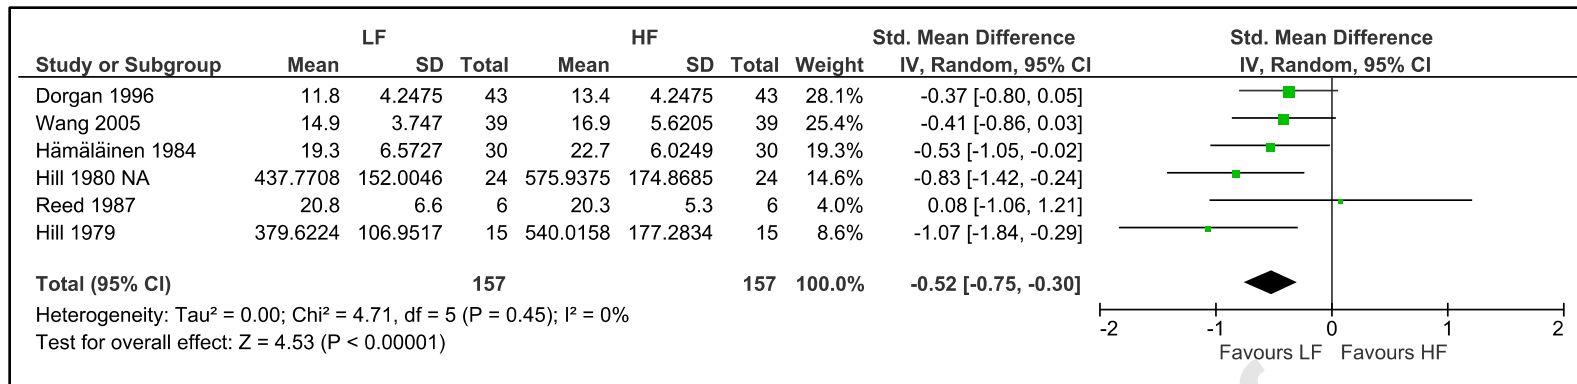 LF HF Std. Mean Difference Std. Mean Difference
Study or Subgroup Mean SD Total Mean SD Total Weight IV, Random, 95% CI IV, Random, 95% CI
Dorgan 1996 11.8 4.2475 43 13.4 4.2475 43 28.1% -0.37 [-0.80, 0.05]
Wang 2005 14.9 3.747 39 16.9 5.6205 39 25.4% -0.41 [-0.86, 0.03]
Hämäläinen 1984 19.3 6.5727 30 22.7 6.0249 30 19.3% -0.53 [-1.05, -0.02]
Hill 1980 NA 437.7708 152.0046 24 575.9375 174.8685 24 14.6% -0.83 [-1.42, -0.24]
Reed 1987 20.8 6.6 6 20.3 5.3 6 4.0% 0.08 [-1.06, 1.21]
Hill 1979 379.6224 106.9517 15 540.0158 177.2834 15 8.6% -1.07 [-1.84, -0.29]
Total (95% CI) 157 157 100.0% -0.52 [-0.75, -0.30]
Heterogeneity: Tau² = 0.00; Chi² = 4.71, df = 5 (P = 0.45); I² = 0%
Test for overall effect: Z = 4.53 (P < 0.00001)
-2 -1 0 1 2
Favours LF Favours HF